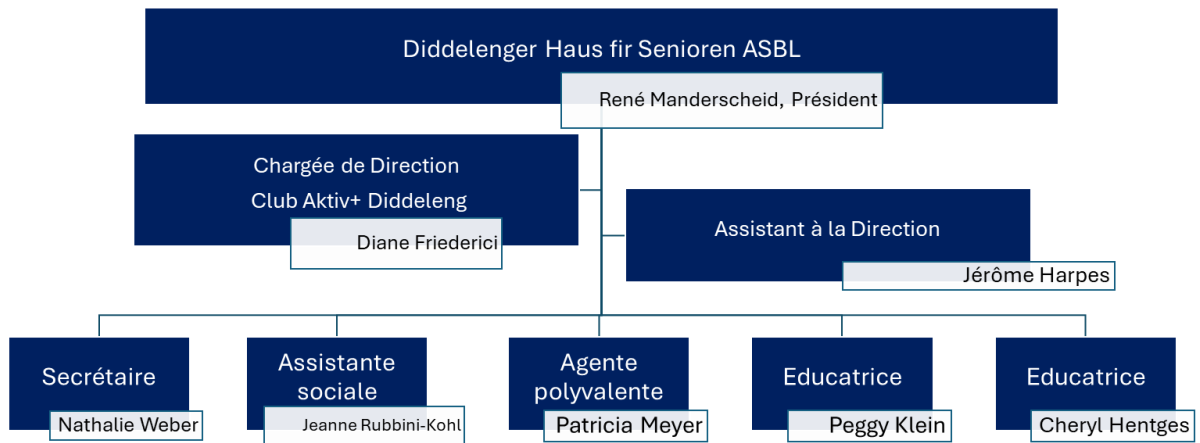 Diddelenger Haus fir Senioren ASBL
René Manderscheid, Président
Chargée de Direction
Club Aktiv+ Diddeleng
Diane Friederici
Assistant à la Direction
Jérôme Harpes
Secrétaire
Nathalie Weber
Assistante
sociale
Jeanne Rubbini-Kohl
Agente
polyvalente
Patricia Meyer
Educatrice
Peggy Klein
Educatrice
Cheryl Hentges